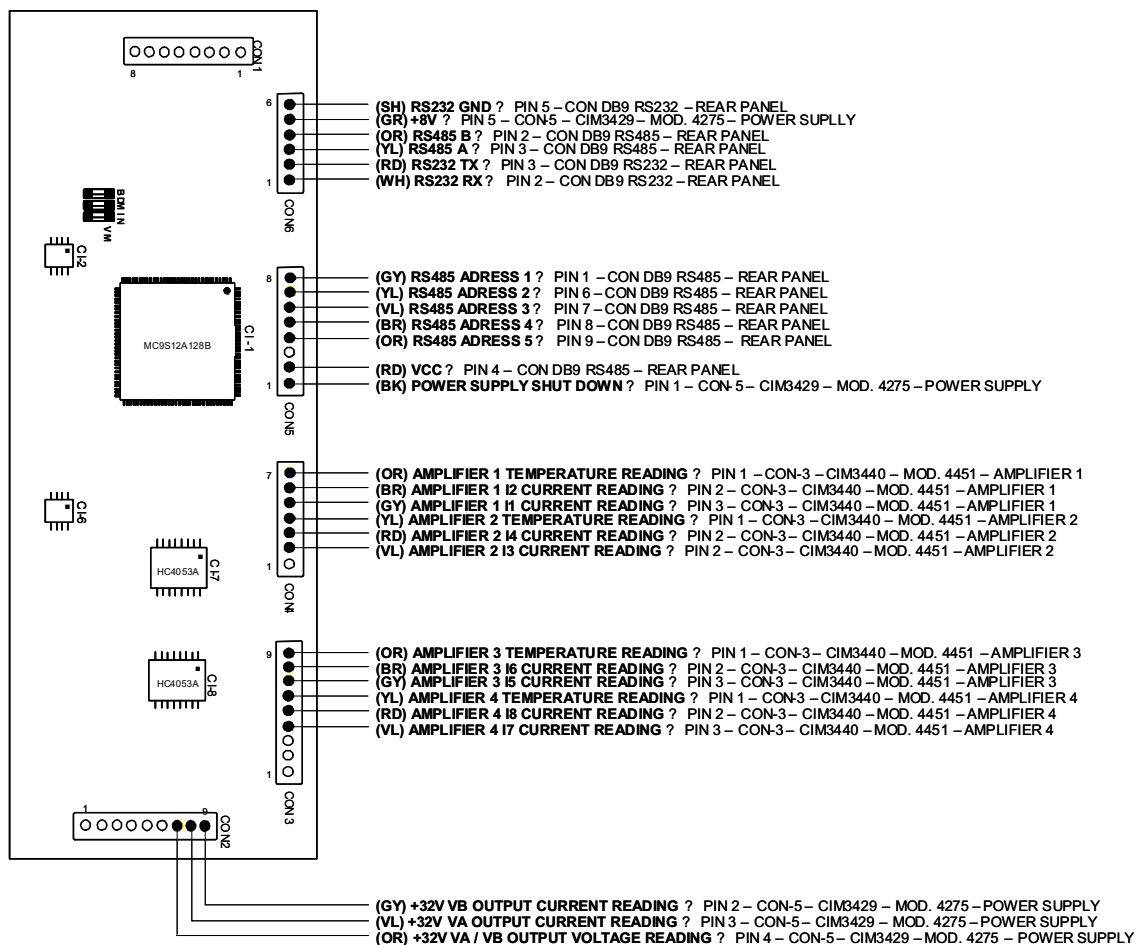 CON1
8 1
6
(SH) RS232 GND ? PIN 5 – CON DB9 RS232 – REAR PANEL
(GR) +8V ? PIN 5 – CON-5 – CIM3429 – MOD. 4275 – POWER SUPLLY
(OR) RS485 B ? PIN 2 – CON DB9 RS485 – REAR PANEL
(YL) RS485 A ? PIN 3 – CON DB9 RS485 – REAR PANEL
(RD) RS232 TX ? PIN 3 – CON DB9 RS232 – REAR PANEL
(WH) RS232 RX ? PIN 2 – CON DB9 RS232 – REAR PANEL
1
CON6
BDMIN
VM
CI-2
8
(GY) RS485 ADRESS 1 ? PIN 1 – CON DB9 RS485 – REAR PANEL
(YL) RS485 ADRESS 2 ? PIN 6 – CON DB9 RS485 – REAR PANEL
(VL) RS485 ADRESS 3 ? PIN 7 – CON DB9 RS485 – REAR PANEL
(BR) RS485 ADRESS 4 ? PIN 8 – CON DB9 RS485 – REAR PANEL
(OR) RS485 ADRESS 5 ? PIN 9 – CON DB9 RS485 – REAR PANEL
(RD) VCC ? PIN 4 – CON DB9 RS485 – REAR PANEL
(BK) POWER SUPPLY SHUT DOWN ? PIN 1 – CON-5 – CIM3429 – MOD. 4275 – POWER SUPPLY
1
CON5
MC9S12A128B
CI-1
7
(OR) AMPLIFIER 1 TEMPERATURE READING ? PIN 1 – CON-3 – CIM3440 – MOD. 4451 – AMPLIFIER 1
(BR) AMPLIFIER 1 I2 CURRENT READING ? PIN 2 – CON-3 – CIM3440 – MOD. 4451 – AMPLIFIER 1
(GY) AMPLIFIER 1 I1 CURRENT READING ? PIN 3 – CON-3 – CIM3440 – MOD. 4451 – AMPLIFIER 1
(YL) AMPLIFIER 2 TEMPERATURE READING ? PIN 1 – CON-3 – CIM3440 – MOD. 4451 – AMPLIFIER 2
(RD) AMPLIFIER 2 I4 CURRENT READING ? PIN 2 – CON-3 – CIM3440 – MOD. 4451 – AMPLIFIER 2
(VL) AMPLIFIER 2 I3 CURRENT READING ? PIN 2 – CON-3 – CIM3440 – MOD. 4451 – AMPLIFIER 2
1
CON4
CI-6
HC4053A
CI-7
9
(OR) AMPLIFIER 3 TEMPERATURE READING ? PIN 1 – CON-3 – CIM3440 – MOD. 4451 – AMPLIFIER 3
(BR) AMPLIFIER 3 I6 CURRENT READING ? PIN 2 – CON-3 – CIM3440 – MOD. 4451 – AMPLIFIER 3
(GY) AMPLIFIER 3 I5 CURRENT READING ? PIN 3 – CON-3 – CIM3440 – MOD. 4451 – AMPLIFIER 3
(YL) AMPLIFIER 4 TEMPERATURE READING ? PIN 1 – CON-3 – CIM3440 – MOD. 4451 – AMPLIFIER 4
(RD) AMPLIFIER 4 I8 CURRENT READING ? PIN 2 – CON-3 – CIM3440 – MOD. 4451 – AMPLIFIER 4
(VL) AMPLIFIER 4 I7 CURRENT READING ? PIN 3 – CON-3 – CIM3440 – MOD. 4451 – AMPLIFIER 4
1
CON3
HC4053A
CI-8
1 9
CON2
(GY) +32V VB OUTPUT CURRENT READING ? PIN 2 – CON-5 – CIM3429 – MOD. 4275 – POWER SUPPLY
(VL) +32V VA OUTPUT CURRENT READING ? PIN 3 – CON-5 – CIM3429 – MOD. 4275 – POWER SUPPLY
(OR) +32V VA / VB OUTPUT VOLTAGE READING ? PIN 4 – CON-5 – CIM3429 – MOD. 4275 – POWER SUPPLY